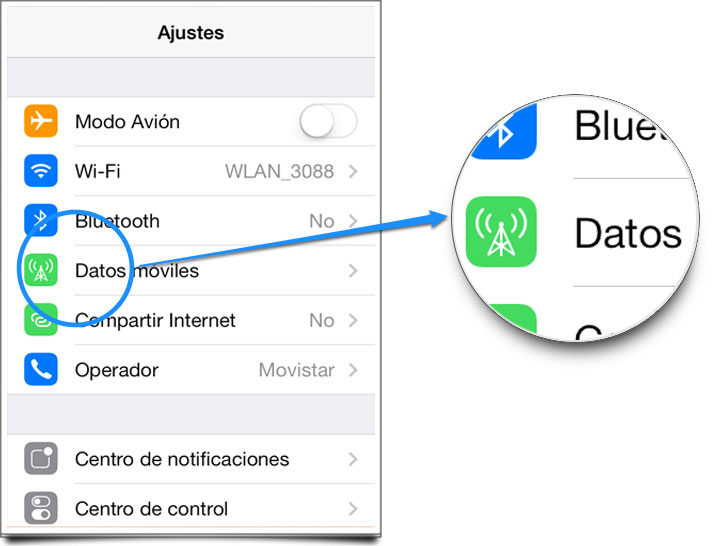 Ajustes
Modo Avión
Wi-Fi WLAN_3088
Bluetooth No
Datos móviles
Compartir Internet No
Operador Movistar
Centro de notificaciones
Centro de control
Bluet
Datos